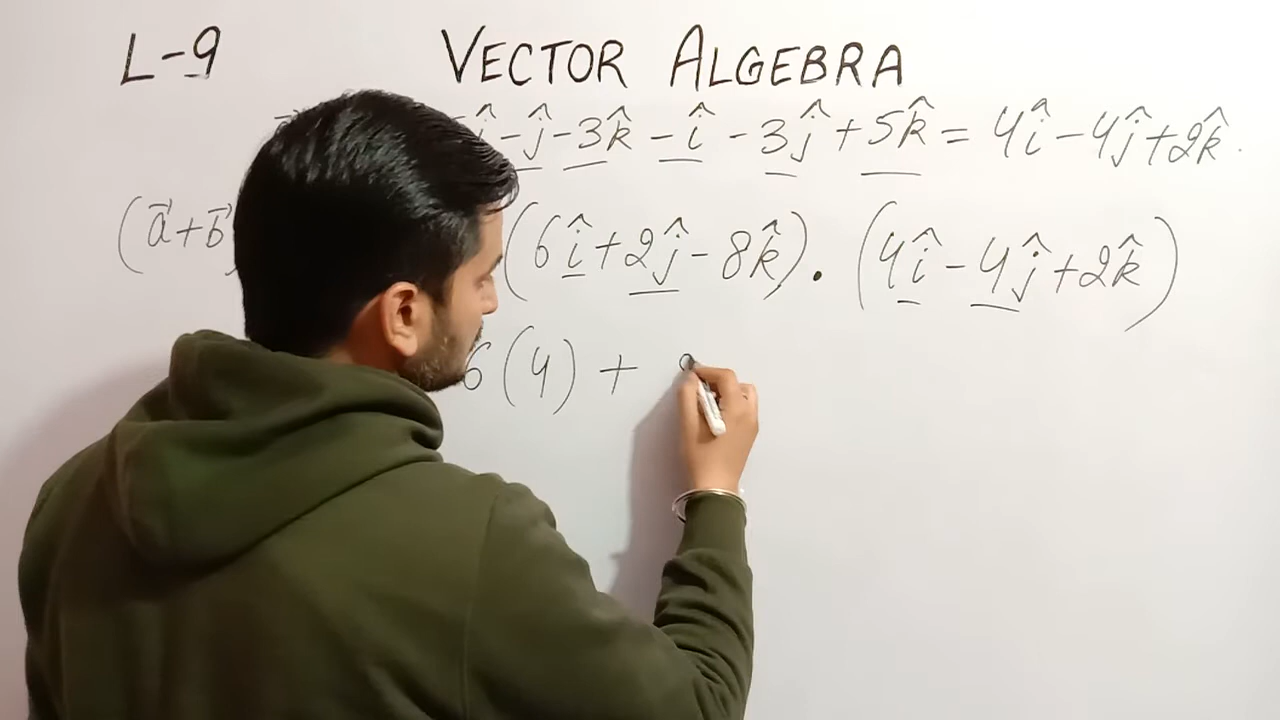 L-9 VECTOR ALGEBRA
î - ĵ - 3k̂ - î - 3ĵ + 5k̂ = 4î - 4ĵ + 2k̂.
(a⃗ + b⃗) (6î + 2ĵ - 8k̂) . (4î - 4ĵ + 2k̂)
6(4) +